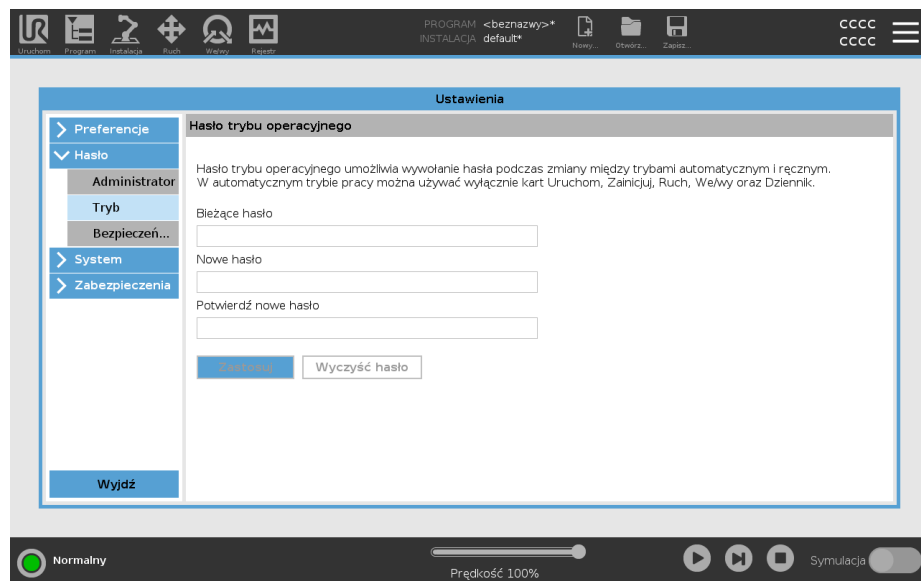 PROGRAM <beznazwy>*
INSTALACJA default*
Uruchom.
Program
Instalacja
Ruch
We/wy
Rejestr
Nowy...
Otwórz...
Zapisz...
CCCC
CCCC
Ustawienia
Preferencje
Hasło
Administrator
Tryb
Bezpieczeń...
System
Zabezpieczenia
Wyjdź
Hasło trybu operacyjnego
Hasło trybu operacyjnego umożliwia wywołanie hasła podczas zmiany między trybami automatycznym i ręcznym.
W automatycznym trybie pracy można używać wyłącznie kart Uruchom, Zainicjuj, Ruch, We/wy oraz Dziennik.
Bieżące hasło
Nowe hasło
Potwierdź nowe hasło
Zastosuj
Wyczyść hasło
Normalny
Prędkość 100%
Symulacja